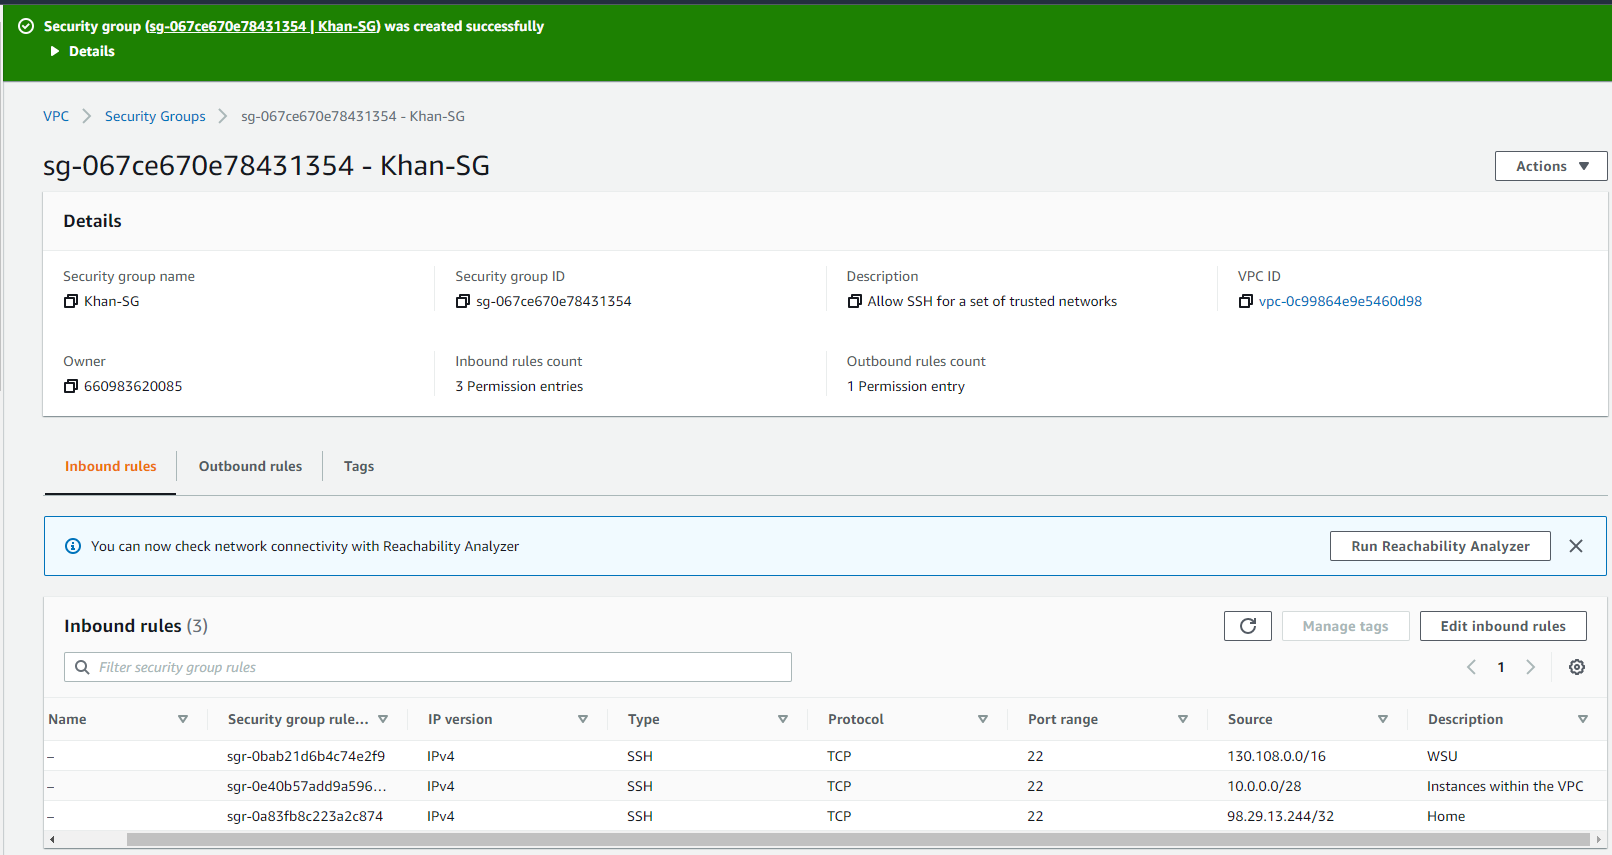 Security group (sg-067ce670e78431354 | Khan-SG) was created successfully
Details
VPC Security Groups sg-067ce670e78431354 - Khan-SG
sg-067ce670e78431354 - Khan-SG
Actions
Details
Security group name Security group ID Description VPC ID
Khan-SG sg-067ce670e78431354 Allow SSH for a set of trusted networks vpc-0c99864e9e5460d98
Owner Inbound rules count Outbound rules count
660983620085 3 Permission entries 1 Permission entry
Inbound rules Outbound rules Tags
You can now check network connectivity with Reachability Analyzer Run Reachability Analyzer
Inbound rules (3) Manage tags Edit inbound rules
Filter security group rules 1
Name Security group rule... IP version Type Protocol Port range Source Description
– sgr-0bab21d6b4c74e2f9 IPv4 SSH TCP 22 130.108.0.0/16 WSU
– sgr-0e40b57add9a596... IPv4 SSH TCP 22 10.0.0.0/28 Instances within the VPC
– sgr-0a83fb8c223a2c874 IPv4 SSH TCP 22 98.29.13.244/32 Home